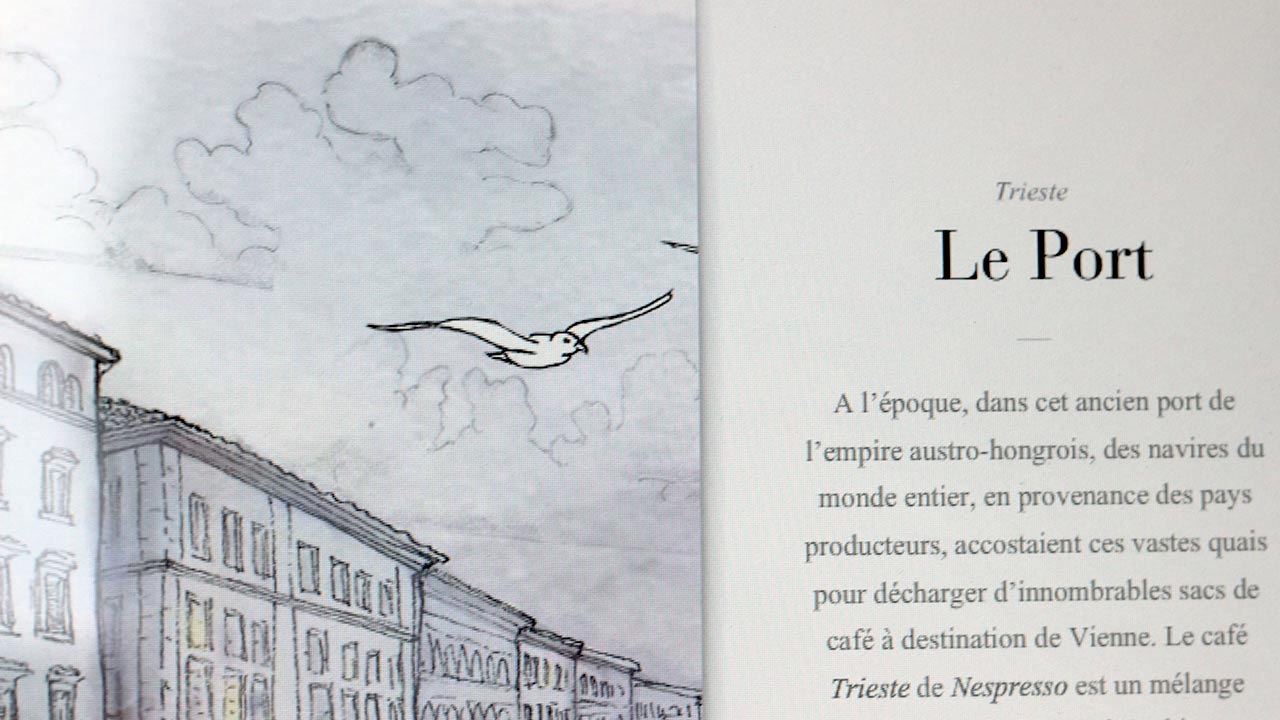 Trieste
Le Port
A l’époque, dans cet ancien port de
l’empire austro-hongrois, des navires du
monde entier, en provenance des pays
producteurs, accostaient ces vastes quais
pour décharger d’innombrables sacs de
café à destination de Vienne. Le café
Trieste de Nespresso est un mélange